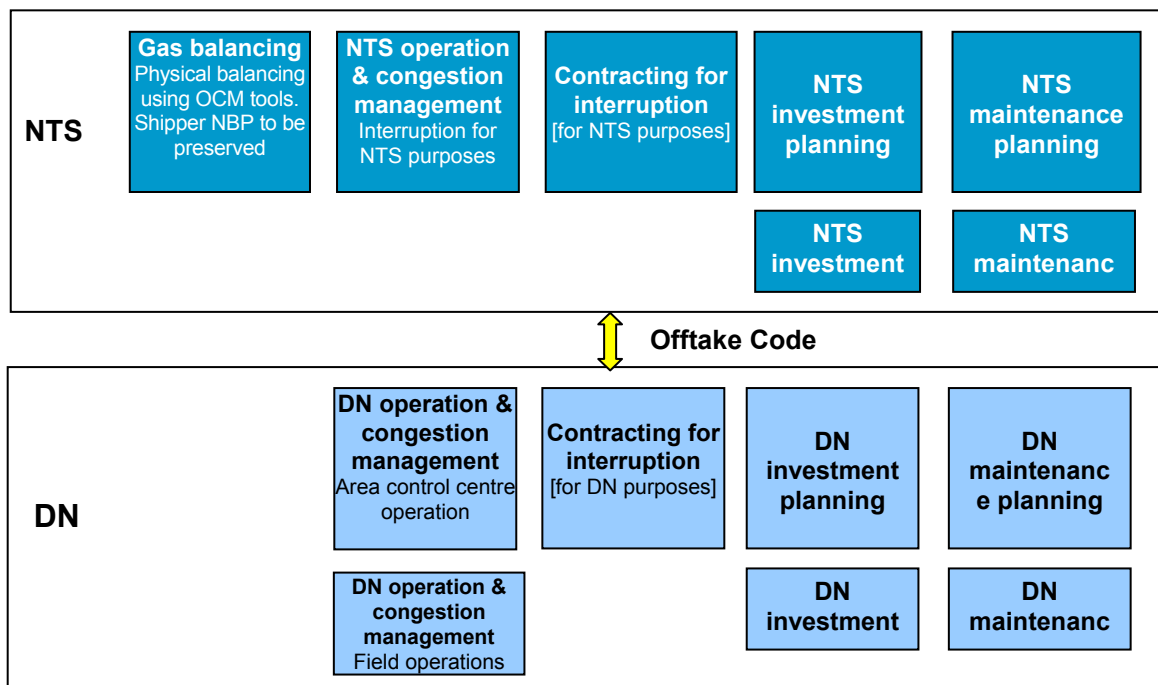 NTS
Gas balancing
Physical balancing
using OCM tools.
Shipper NBP to be
preserved
NTS operation
& congestion
management
Interruption for
NTS purposes
Contracting for
interruption
[for NTS purposes]
NTS
investment
planning
NTS
maintenance
planning
NTS
investment
NTS
maintenanc
Offtake Code
DN
DN operation &
congestion
management
Area control centre
operation
Contracting for
interruption
[for DN purposes]
DN
investment
planning
DN
maintenanc
e planning
DN operation &
congestion
management
Field operations
DN
investment
DN
maintenanc